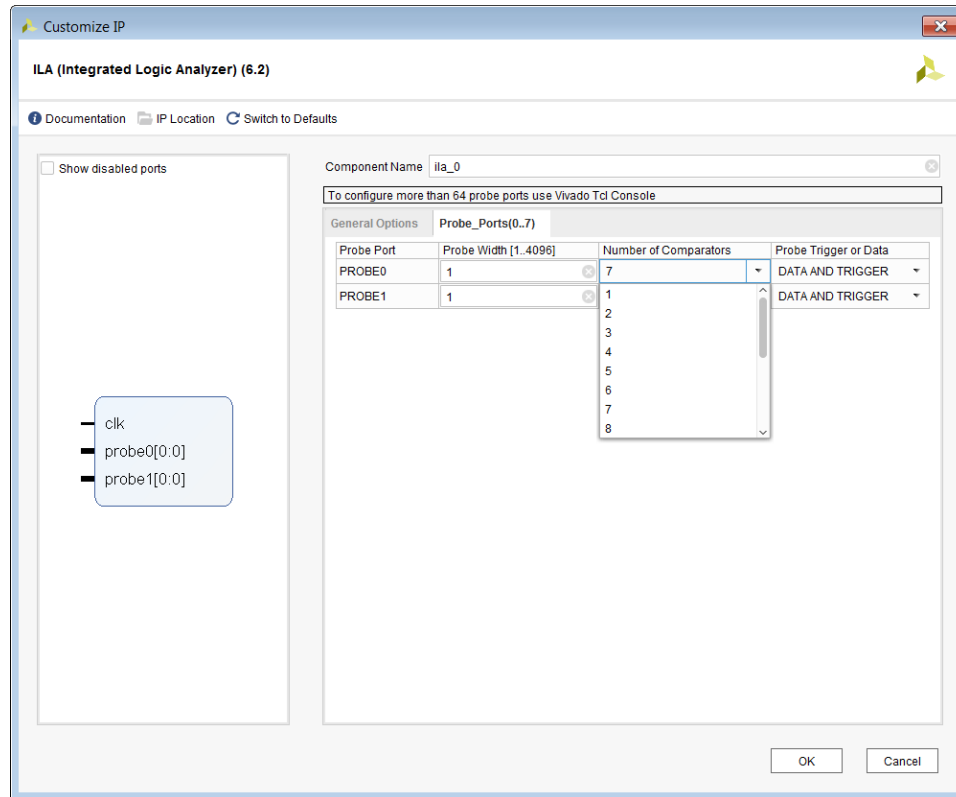 Customize IP
ILA (Integrated Logic Analyzer) (6.2)
Documentation IP Location Switch to Defaults
Show disabled ports
clk
probe0[0:0]
probe1[0:0]
Component Name ila_0
To configure more than 64 probe ports use Vivado Tcl Console
General Options Probe_Ports(0..7)
Probe Port Probe Width [1..4096] Number of Comparators Probe Trigger or Data
PROBE0 1 7 DATA AND TRIGGER
PROBE1 1 DATA AND TRIGGER
1
2
3
4
5
6
7
8
OK Cancel